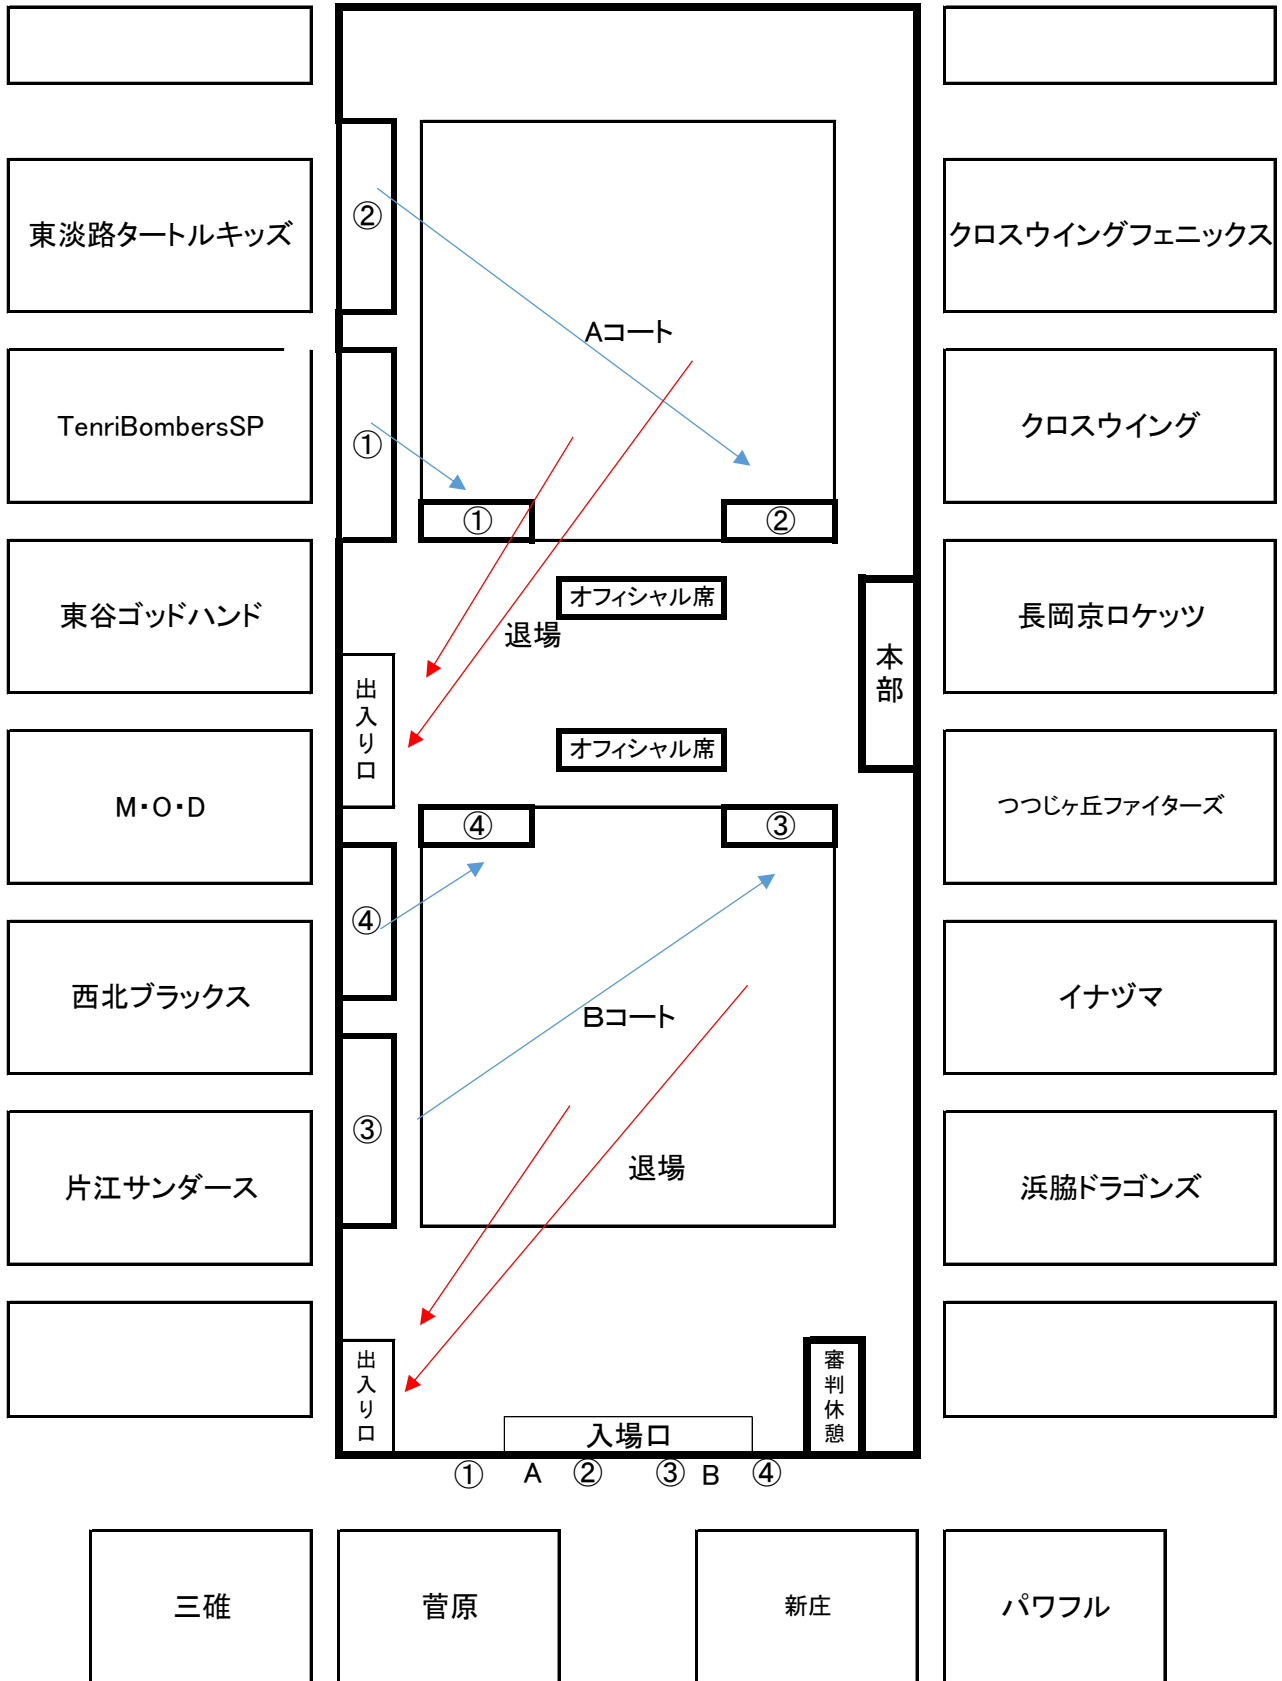 ②
東淡路タートルキッズ
クロスウイングフェニックス
Aコート
TenriBombersSP
①
クロスウイング
①
②
オフィシャル席
東谷ゴッドハンド
退場
長岡京ロケッツ
本部
出入り口
オフィシャル席
M・O・D
④
③
つつじヶ丘ファイターズ
④
西北ブラックス
イナヅマ
Bコート
③
片江サンダース
退場
浜脇ドラゴンズ
出入り口
審判休憩
入場口
① A ② ③ B ④
三碓
菅原
新庄
パワフル